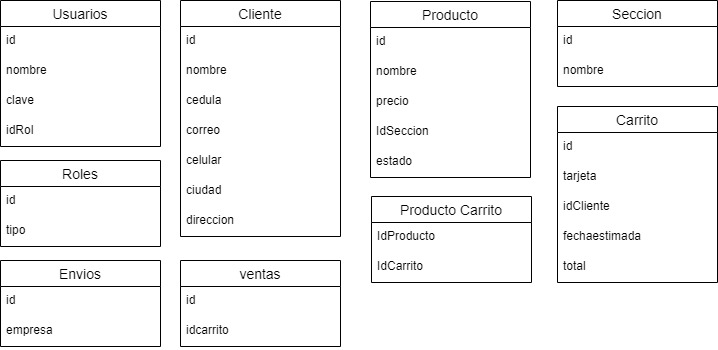 Usuarios
id
nombre
clave
idRol
Roles
id
tipo
Envios
id
empresa
Cliente
id
nombre
cedula
correo
celular
ciudad
direccion
ventas
id
idcarrito
Producto
id
nombre
precio
IdSeccion
estado
Producto Carrito
IdProducto
IdCarrito
Seccion
id
nombre
Carrito
id
tarjeta
idCliente
fechaestimada
total